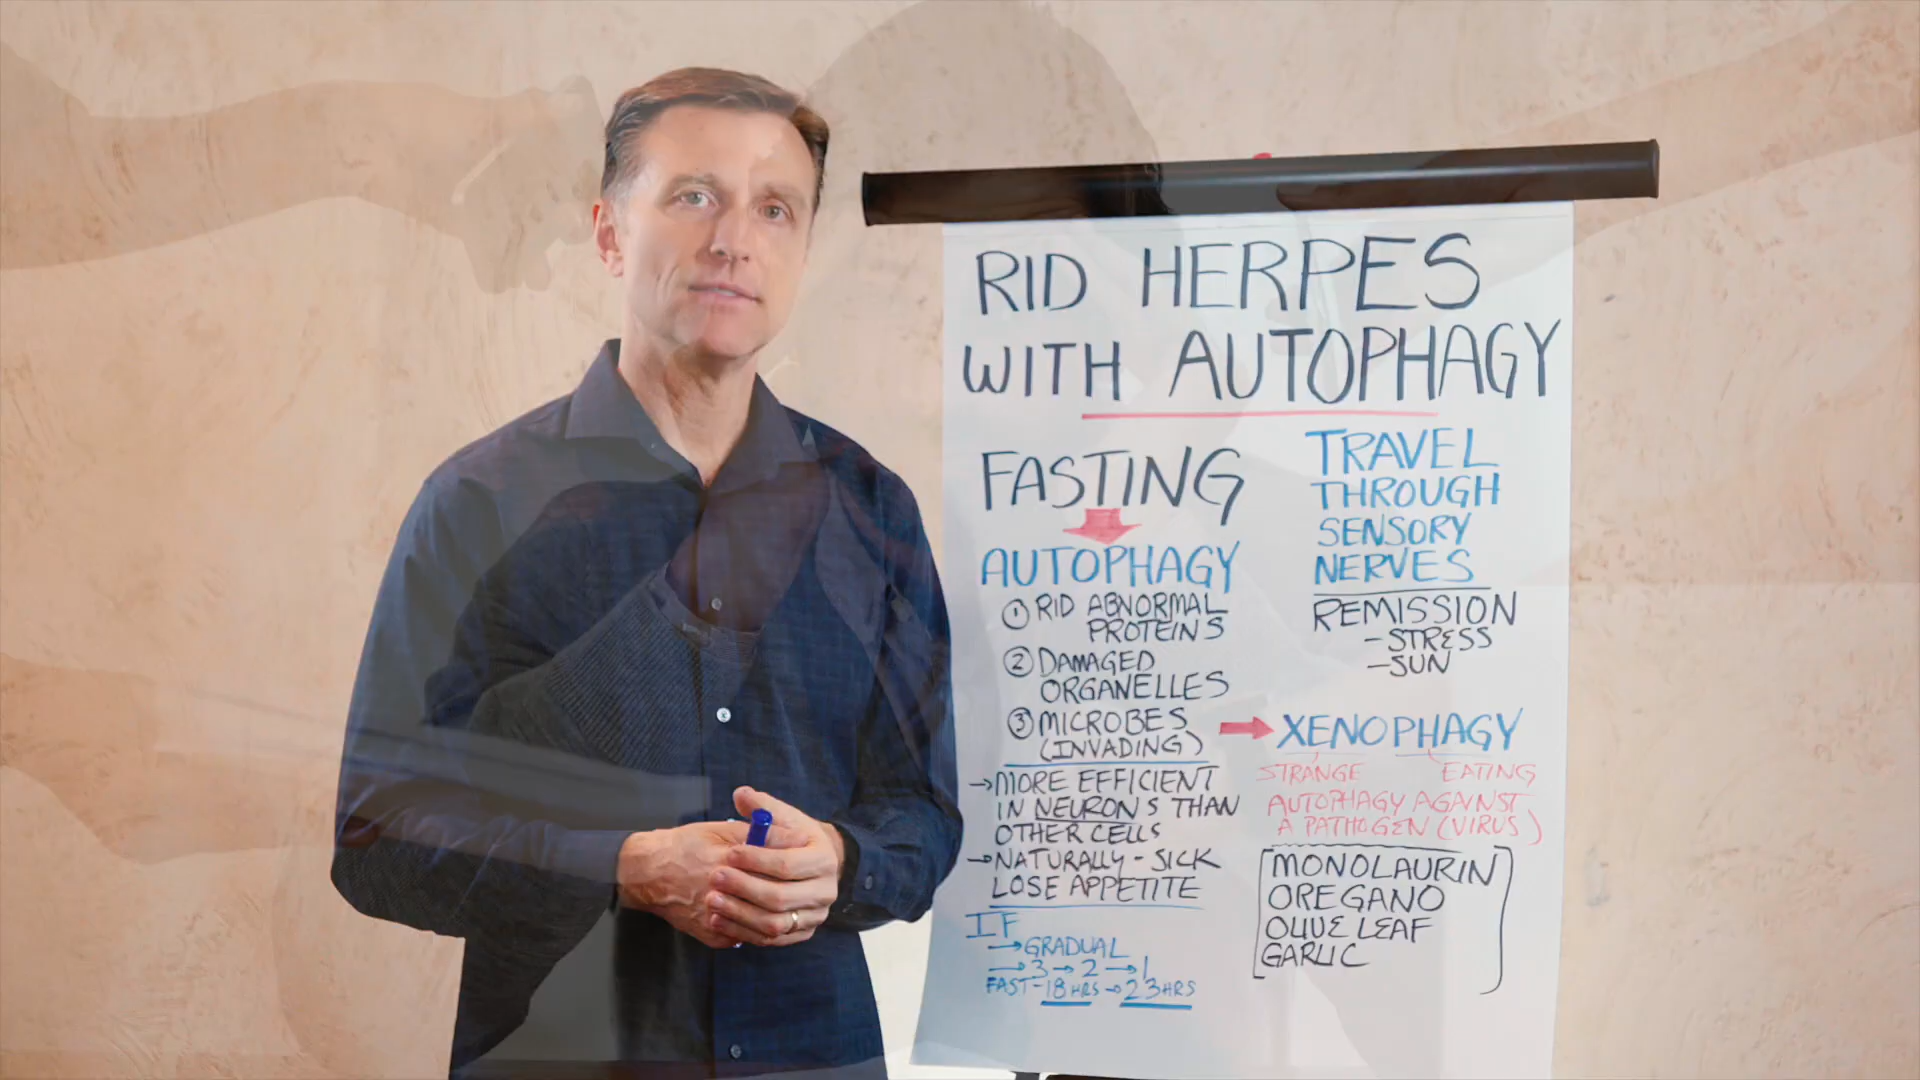 RID HERPES
WITH AUTOPHAGY
FASTING
AUTOPHAGY
① RID ABNORMAL
PROTEINS
② DAMAGED
ORGANELLES
③ MICROBES
(INVADING)
→ MORE EFFICIENT
IN NEURONS THAN
OTHER CELLS
→ NATURALLY - SICK
LOSE APPETITE
IF
→ GRADUAL
→ 3 → 2 → 1
FAST - 18 HRS → 23 HRS
TRAVEL
THROUGH
SENSORY
NERVES
REMISSION
- STRESS
- SUN
XENOPHAGY
STRANGE EATING
AUTOPHAGY AGAINST
A PATHOGEN (VIRUS)
MONOLAURIN
OREGANO
OLIVE LEAF
GARLIC